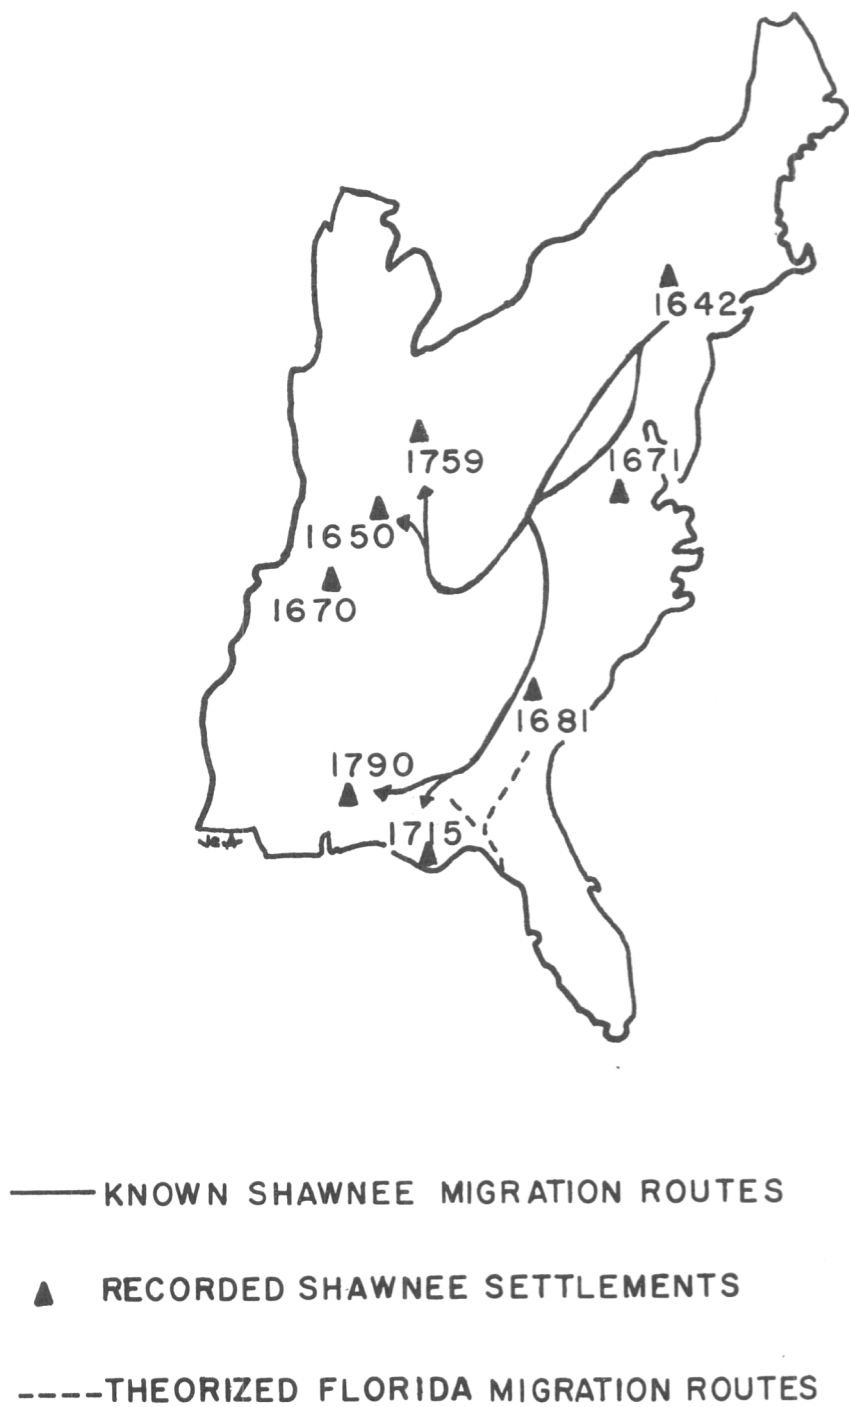 1642
1759
1671
1650
1670
1681
1790
1715
KNOWN SHAWNEE MIGRATION ROUTES
RECORDED SHAWNEE SETTLEMENTS
THEORIZED FLORIDA MIGRATION ROUTES